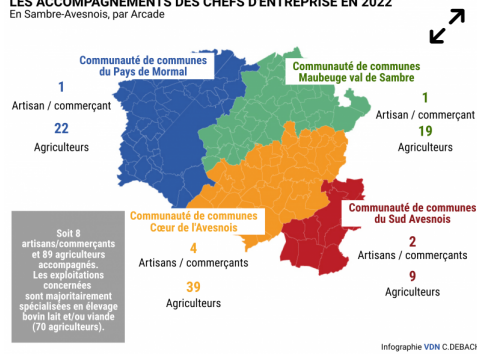 LES ACCOMPAGNEMENTS DES CHEFS D'ENTREPRISE EN 2022
En Sambre-Avesnois, par Arcade
Communauté de communes
du Pays de Mormal
1
Artisan / commerçant
22
Agriculteurs
Communauté de communes
Maubeuge val de Sambre
1
Artisan / commerçant
19
Agriculteurs
Communauté de communes
Cœur de l'Avesnois
4
Artisans / commerçants
39
Agriculteurs
Communauté de communes
du Sud Avesnois
2
Artisans / commerçants
9
Agriculteurs
Soit 8
artisans/commerçants
et 89 agriculteurs
accompagnés.
Les exploitations
concernées
sont majoritairement
spécialisées en élevage
bovin lait et/ou viande
(70 agriculteurs).
Infographie VDN C.DEBACK